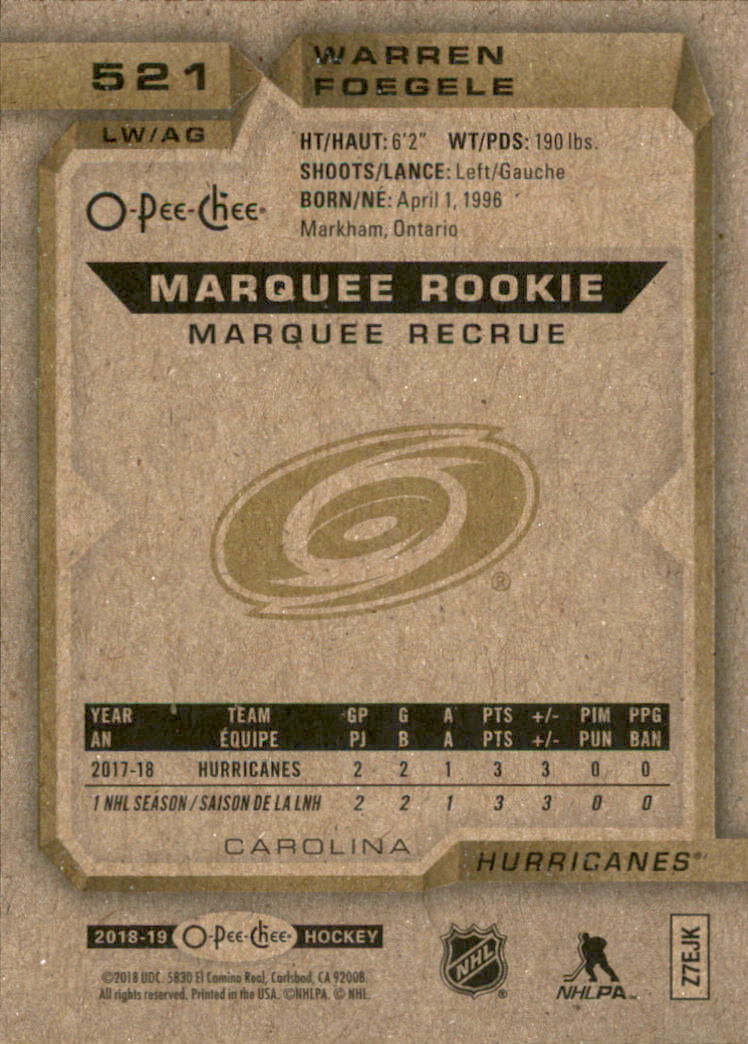 521
WARREN
FOEGELE
LW/AG
HT/HAUT: 6'2" WT/PDS: 190 lbs.
SHOOTS/LANCE: Left/Gauche
BORN/NÉ: April 1, 1996
Markham, Ontario
O-Pee-Chee
MARQUEE ROOKIE
MARQUEE RECRUE
®
YEAR TEAM GP G A PTS +/- PIM PPG
AN ÉQUIPE PJ B A PTS +/- PUN BAN
2017-18 HURRICANES 2 2 1 3 3 0 0
1 NHL SEASON / SAISON DE LA LNH 2 2 1 3 3 0 0
CAROLINA
HURRICANES
2018-19 O-Pee-Chee HOCKEY
©2018 UDC. 5830 El Camino Real, Carlsbad, CA 92008.
All rights reserved. Printed in the USA. ©NHLPA. © NHL.
NHL
®
NHLPA
Z7EJK